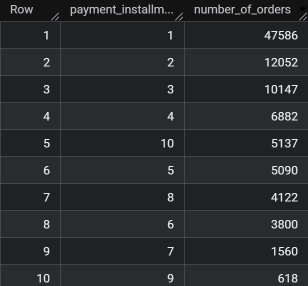 Row payment_installm... number_of_orders
1 1 47586
2 2 12052
3 3 10147
4 4 6882
5 10 5137
6 5 5090
7 8 4122
8 6 3800
9 7 1560
10 9 618